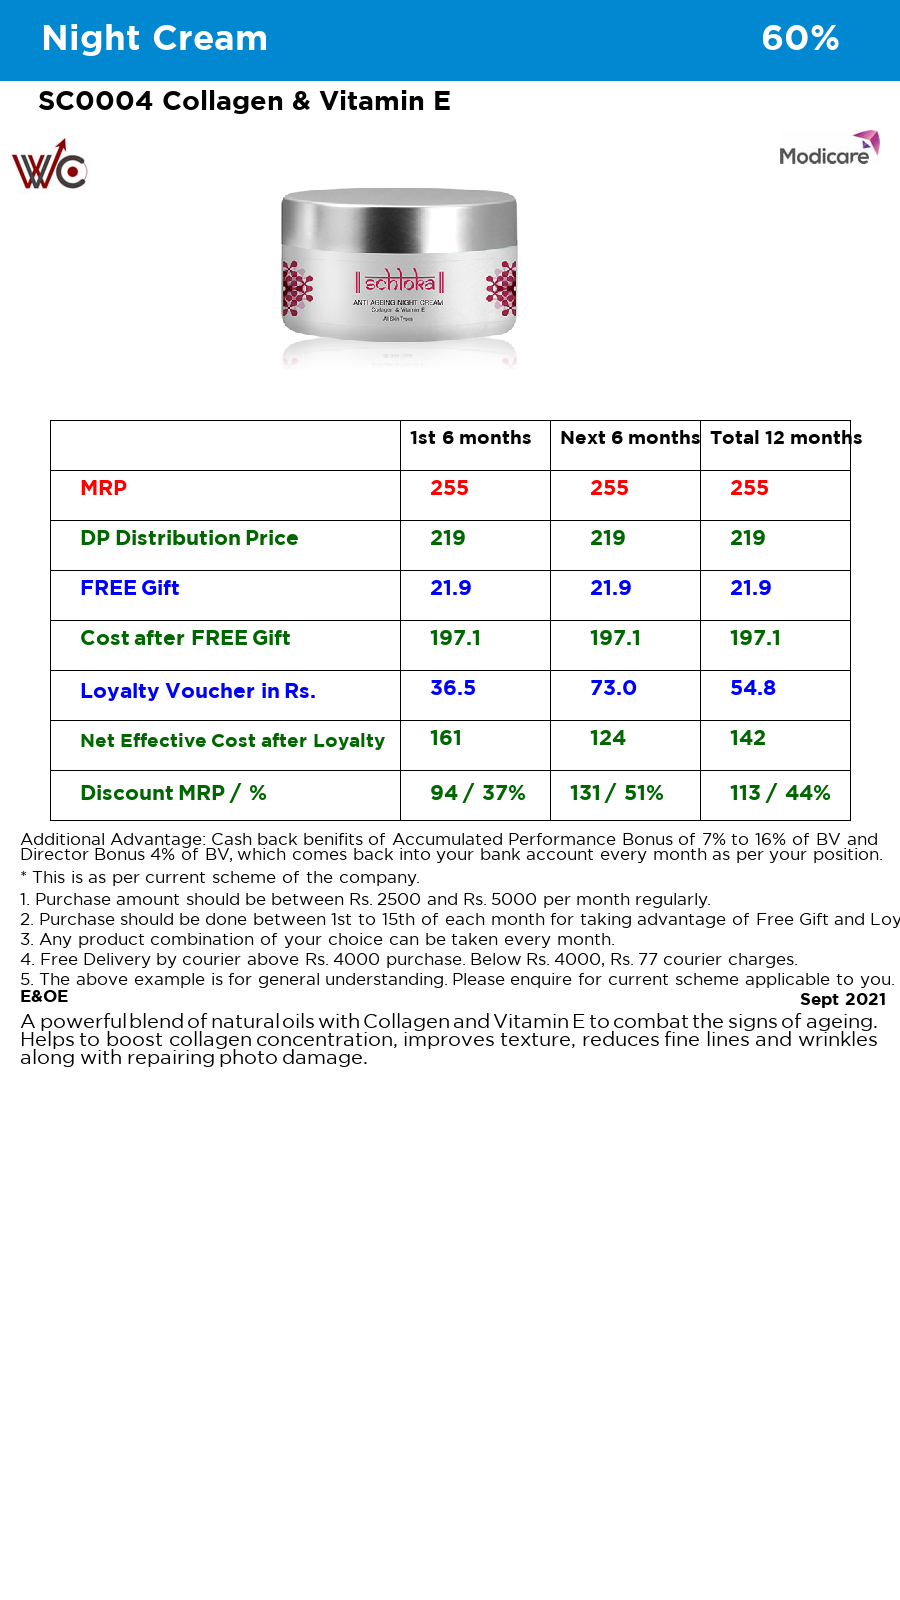 Night Cream 60%
SC0004 Collagen & Vitamin E
WC
Modicare
schloka
ANTI AGEING NIGHT CREAM
Collagen & Vitamin E
All Skin Types
1st 6 months Next 6 months Total 12 months
MRP 255 255 255
DP Distribution Price 219 219 219
FREE Gift 21.9 21.9 21.9
Cost after FREE Gift 197.1 197.1 197.1
Loyalty Voucher in Rs. 36.5 73.0 54.8
Net Effective Cost after Loyalty 161 124 142
Discount MRP / % 94 / 37% 131 / 51% 113 / 44%
Additional Advantage: Cash back benifits of Accumulated Performance Bonus of 7% to 16% of BV and
Director Bonus 4% of BV, which comes back into your bank account every month as per your position.
* This is as per current scheme of the company.
1. Purchase amount should be between Rs. 2500 and Rs. 5000 per month regularly.
2. Purchase should be done between 1st to 15th of each month for taking advantage of Free Gift and Loy
3. Any product combination of your choice can be taken every month.
4. Free Delivery by courier above Rs. 4000 purchase. Below Rs. 4000, Rs. 77 courier charges.
5. The above example is for general understanding. Please enquire for current scheme applicable to you.
E&OE Sept 2021
A powerful blend of natural oils with Collagen and Vitamin E to combat the signs of ageing.
Helps to boost collagen concentration, improves texture, reduces fine lines and wrinkles
along with repairing photo damage.